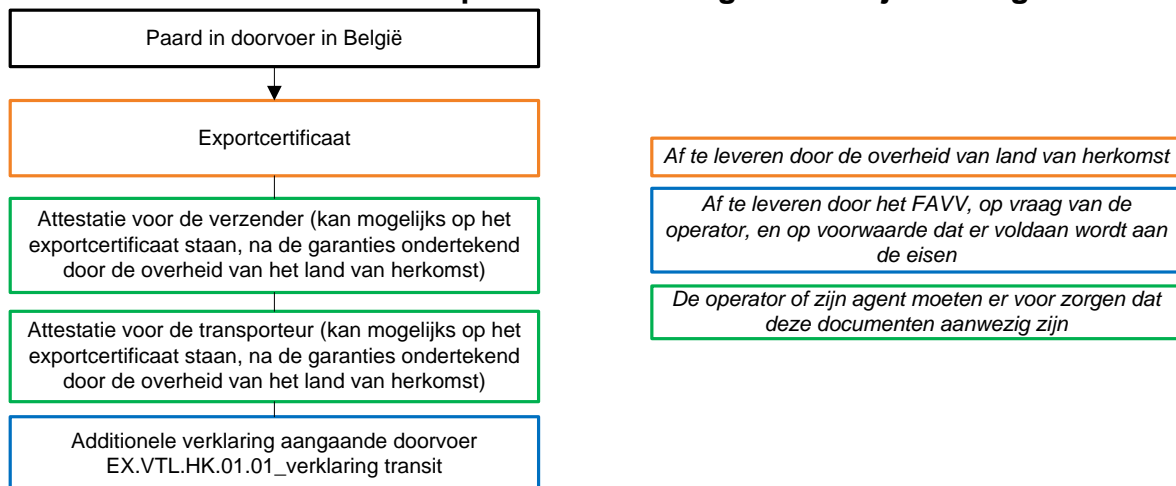 Paard in doorvoer in België
Exportcertificaat
Attestatie voor de verzender (kan mogelijks op het
exportcertificaat staan, na de garanties ondertekend
door de overheid van het land van herkomst)
Attestatie voor de transporteur (kan mogelijks op het
exportcertificaat staan, na de garanties ondertekend
door de overheid van het land van herkomst)
Additionele verklaring aangaande doorvoer
EX.VTL.HK.01.01_verklaring transit
Af te leveren door de overheid van land van herkomst
Af te leveren door het FAVV, op vraag van de
operator, en op voorwaarde dat er voldaan wordt aan
de eisen
De operator of zijn agent moeten er voor zorgen dat
deze documenten aanwezig zijn